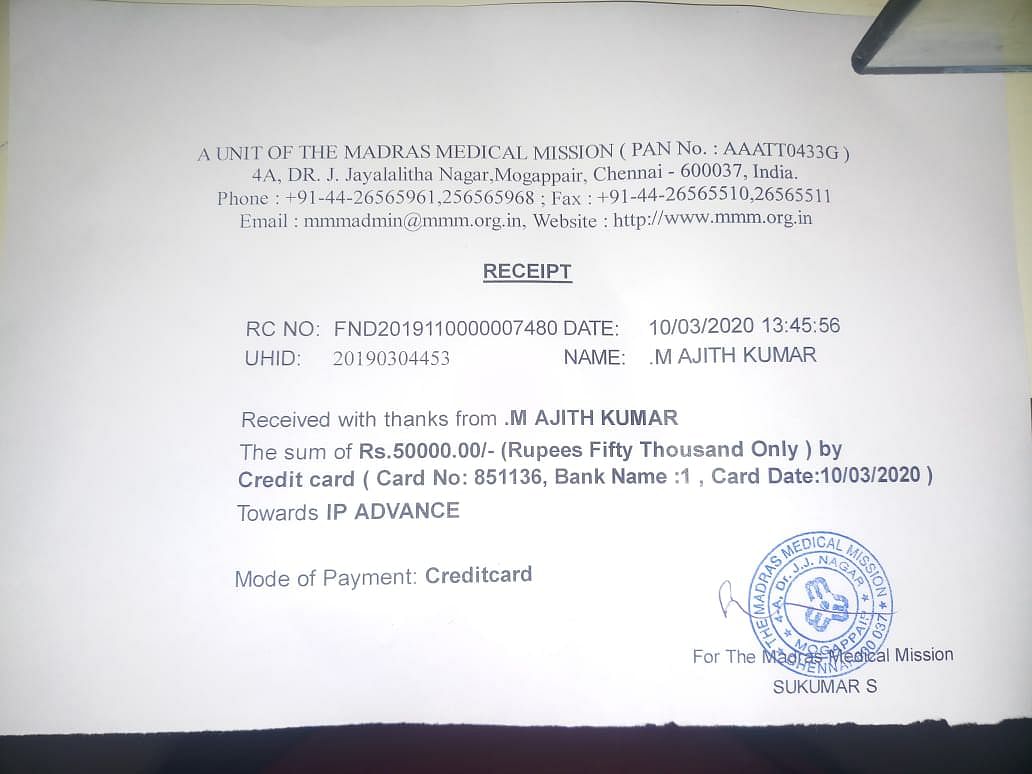 A UNIT OF THE MADRAS MEDICAL MISSION ( PAN No. : AAATT0433G )
4A, DR. J. Jayalalitha Nagar,Mogappair, Chennai - 600037, India.
Phone : +91-44-26565961,256565968 ; Fax : +91-44-26565510,26565511
Email : mmmadmin@mmm.org.in, Website : http://www.mmm.org.in
RECEIPT
RC NO: FND2019110000007480 DATE: 10/03/2020 13:45:56
UHID: 20190304453 NAME: .M AJITH KUMAR
Received with thanks from .M AJITH KUMAR
The sum of Rs.50000.00/- (Rupees Fifty Thousand Only ) by
Credit card ( Card No: 851136, Bank Name :1 , Card Date:10/03/2020 )
Towards IP ADVANCE
Mode of Payment: Creditcard
THE MADRAS MEDICAL MISSION
4-A, Dr. J.J. NAGAR
MOGAPPAIR
CHENNAI-600 037
For The Madras Medical Mission
SUKUMAR S